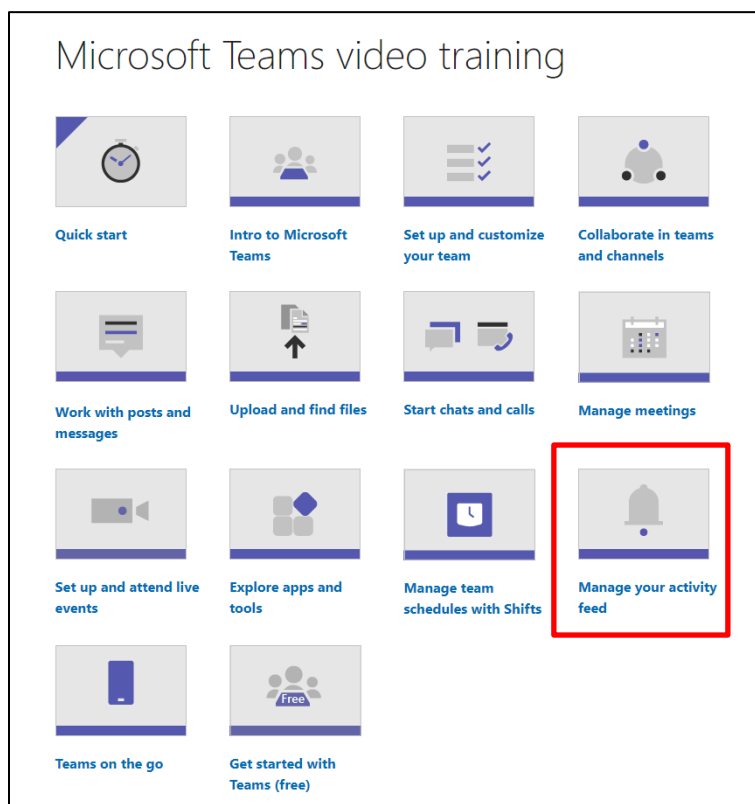 Microsoft Teams video training
Quick start
Intro to Microsoft
Teams
Set up and customize
your team
Collaborate in teams
and channels
Work with posts and
messages
Upload and find files
Start chats and calls
Manage meetings
Set up and attend live
events
Explore apps and
tools
Manage team
schedules with Shifts
Manage your activity
feed
Teams on the go
Free
Get started with
Teams (free)